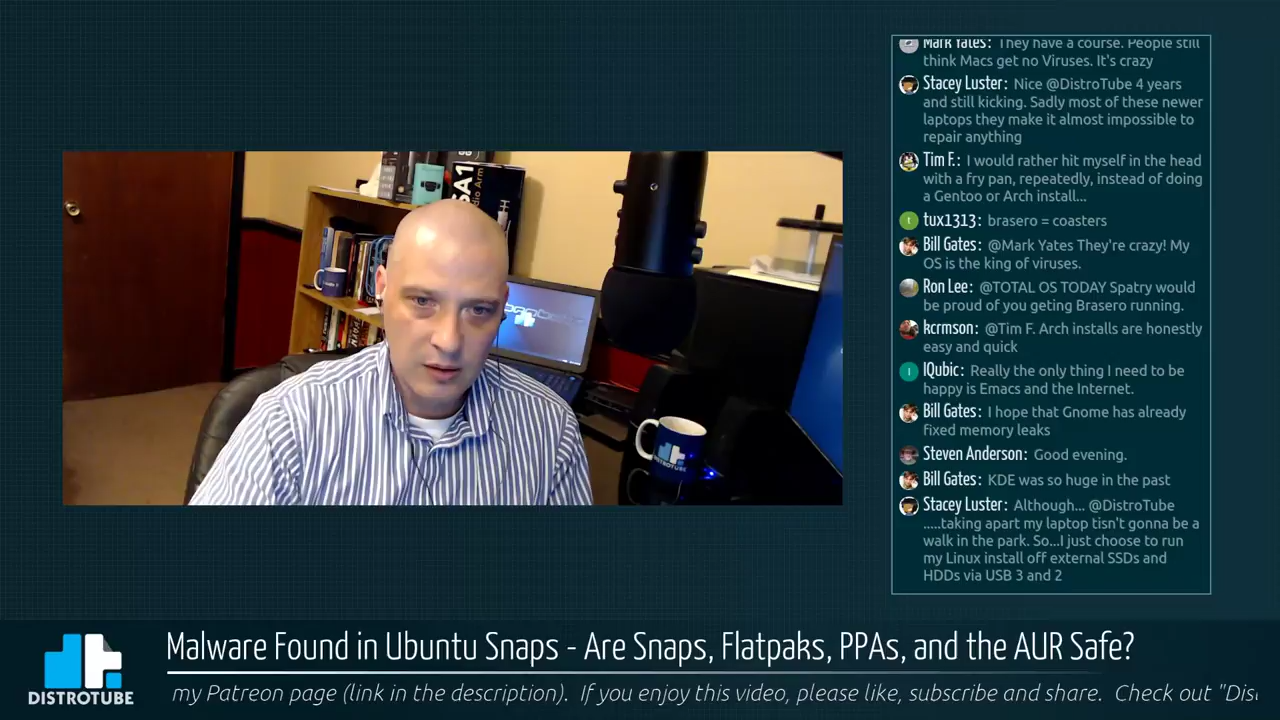 Mark Yates: They have a course. People still
think Macs get no Viruses. It's crazy
Stacey Luster: Nice @DistroTube 4 years
and still kicking. Sadly most of these newer
laptops they make it almost impossible to
repair anything
Tim F.: I would rather hit myself in the head
with a fry pan, repeatedly, instead of doing
a Gentoo or Arch install...
tux1313: brasero = coasters
Bill Gates: @Mark Yates They're crazy! My
OS is the king of viruses.
Ron Lee: @TOTAL OS TODAY Spatry would
be proud of you getting Brasero running.
kcrmson: @Tim F. Arch installs are honestly
easy and quick
IQubic: Really the only thing I need to be
happy is Emacs and the Internet.
Bill Gates: I hope that Gnome has already
fixed memory leaks
Steven Anderson: Good evening.
Bill Gates: KDE was so huge in the past
Stacey Luster: Although... @DistroTube
.....taking apart my laptop tisn't gonna be a
walk in the park. So...I just choose to run
my Linux install off external SSDs and
HDDs via USB 3 and 2
SA1
DISTROTUBE
Malware Found in Ubuntu Snaps - Are Snaps, Flatpaks, PPAs, and the AUR Safe?
DISTROTUBE
my Patreon page (link in the description). If you enjoy this video, please like, subscribe and share. Check out "Dis